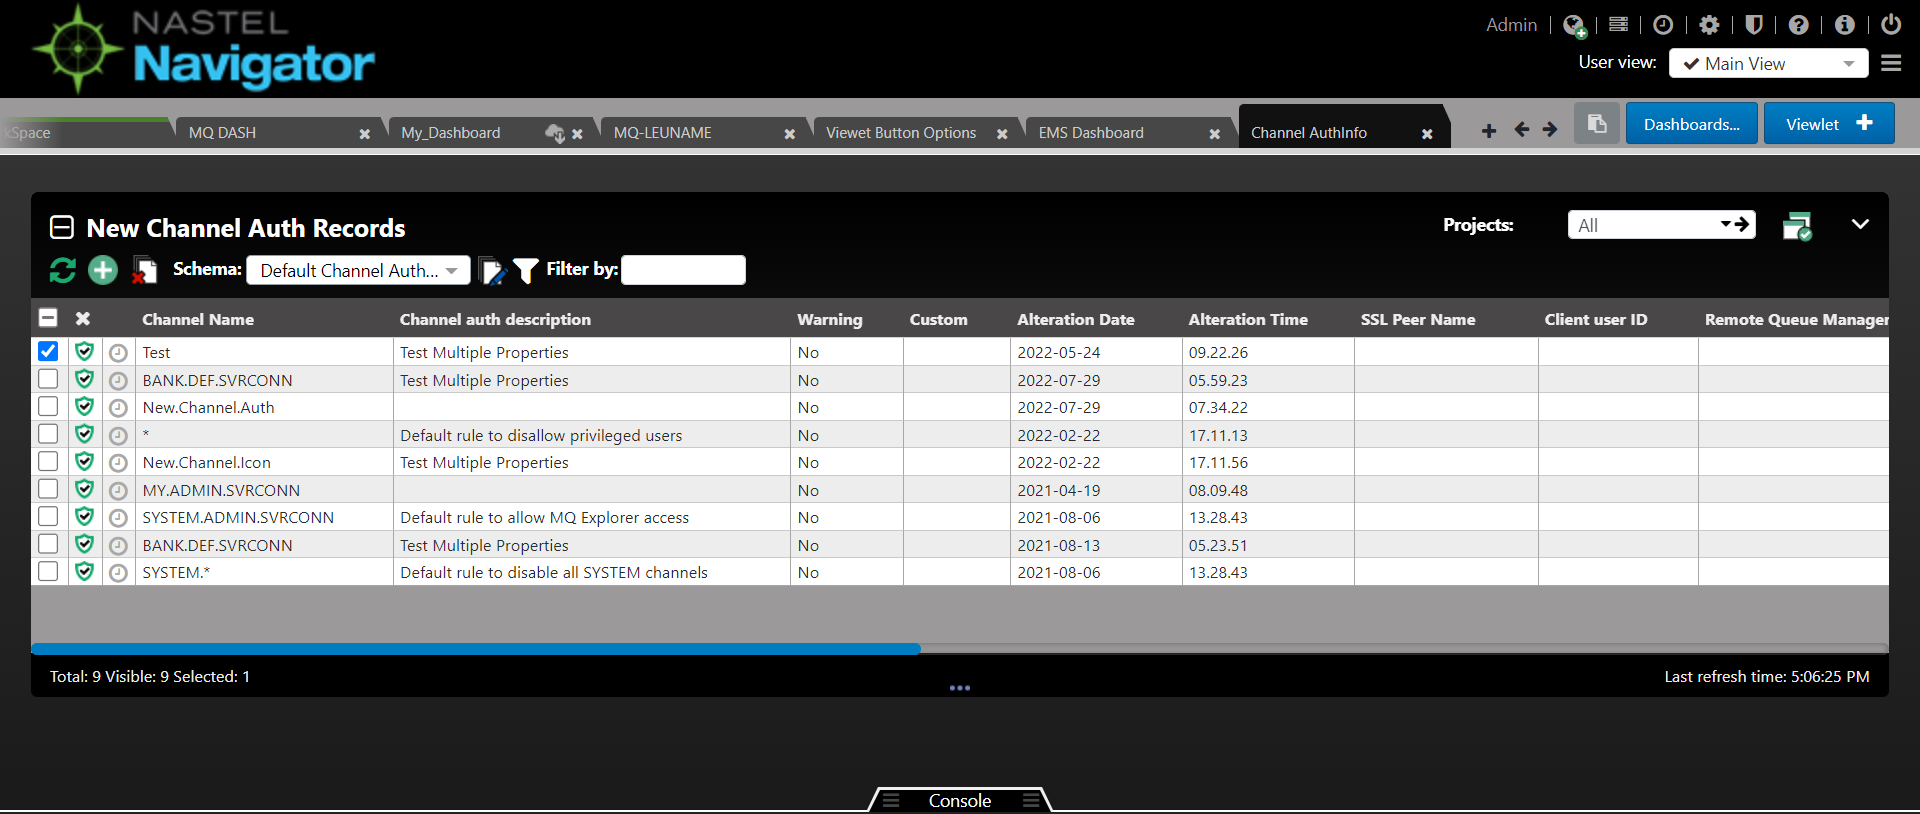 NASTEL
Navigator
Admin
User view: Main View
kSpace MQ DASH My_Dashboard MQ-LEUNAME Viewet Button Options EMS Dashboard Channel AuthInfo Dashboards... Viewlet
New Channel Auth Records Projects: All
Schema: Default Channel Auth... Filter by:
Channel Name Channel auth description Warning Custom Alteration Date Alteration Time SSL Peer Name Client user ID Remote Queue Manager
Test Test Multiple Properties No 2022-05-24 09.22.26
BANK.DEF.SVRCONN Test Multiple Properties No 2022-07-29 05.59.23
New.Channel.Auth No 2022-07-29 07.34.22
* Default rule to disallow privileged users No 2022-02-22 17.11.13
New.Channel.Icon Test Multiple Properties No 2022-02-22 17.11.56
MY.ADMIN.SVRCONN No 2021-04-19 08.09.48
SYSTEM.ADMIN.SVRCONN Default rule to allow MQ Explorer access No 2021-08-06 13.28.43
BANK.DEF.SVRCONN Test Multiple Properties No 2021-08-13 05.23.51
SYSTEM.* Default rule to disable all SYSTEM channels No 2021-08-06 13.28.43
Total: 9 Visible: 9 Selected: 1 Last refresh time: 5:06:25 PM
Console